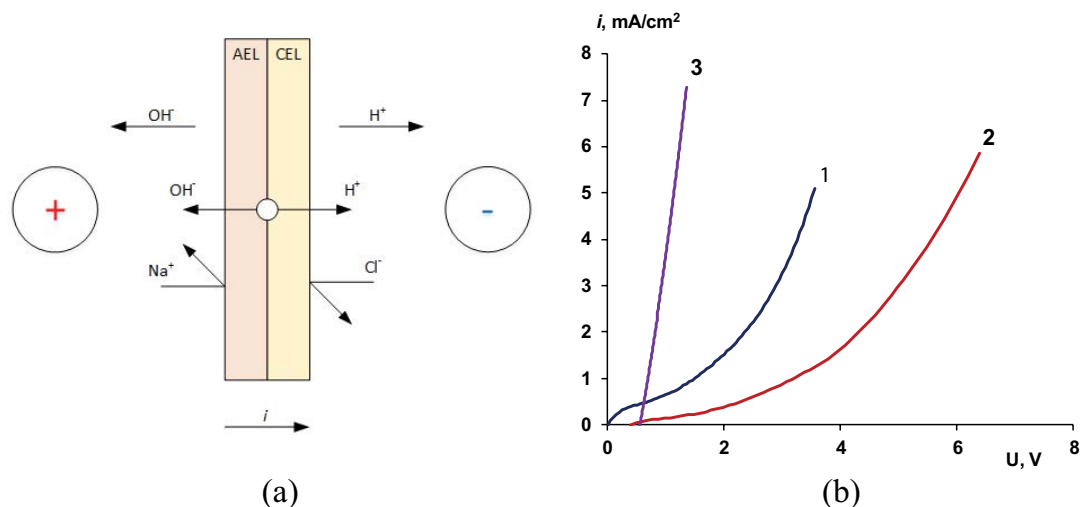 AEL CEL
OH⁻ H⁺
OH⁻ H⁺
+ -
Na⁺ Cl⁻
i
(a)
i, mA/cm²
8
7
6
5
4
3
2
1
0
0 2 4 6 8
U, V
3
2
1
(b)